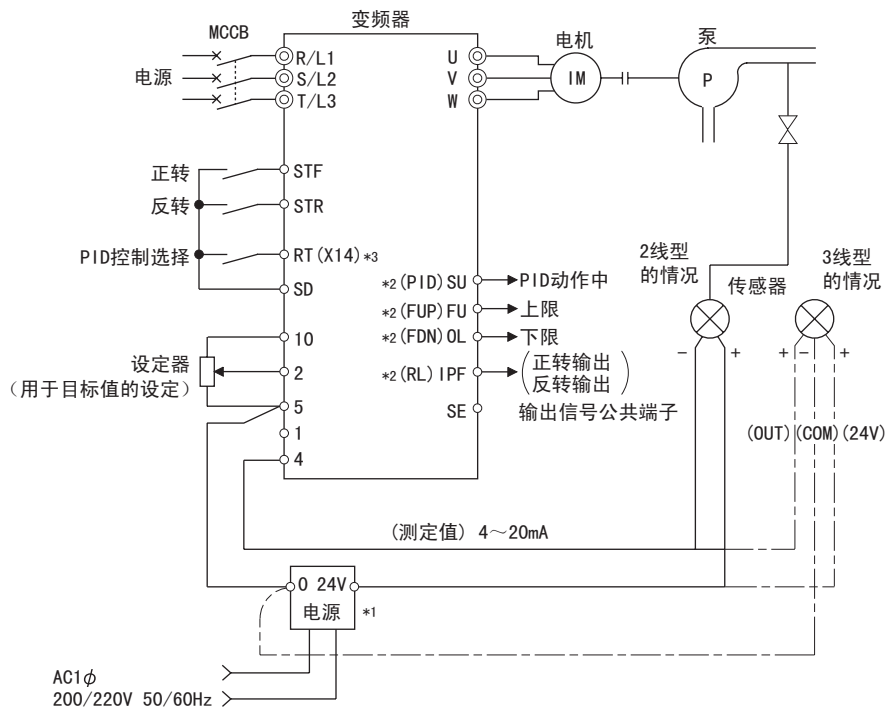 变频器
MCCB
电源
R/L1
S/L2
T/L3
U
V
W
电机
IM
泵
P
正转
STF
反转
STR
PID控制选择
RT(X14)*3
SD
10
设定器
(用于目标值的设定)
2
5
1
4
*2(PID)SU
PID动作中
*2(FUP)FU
上限
*2(FDN)OL
下限
*2(RL)IPF
(正转输出
反转输出)
SE
输出信号公共端子
2线型
的情况
传感器
3线型
的情况
- +
+ - +
(OUT)(COM)(24V)
(测定值) 4～20mA
0 24V
电源
*1
AC1ϕ
200/220V 50/60Hz